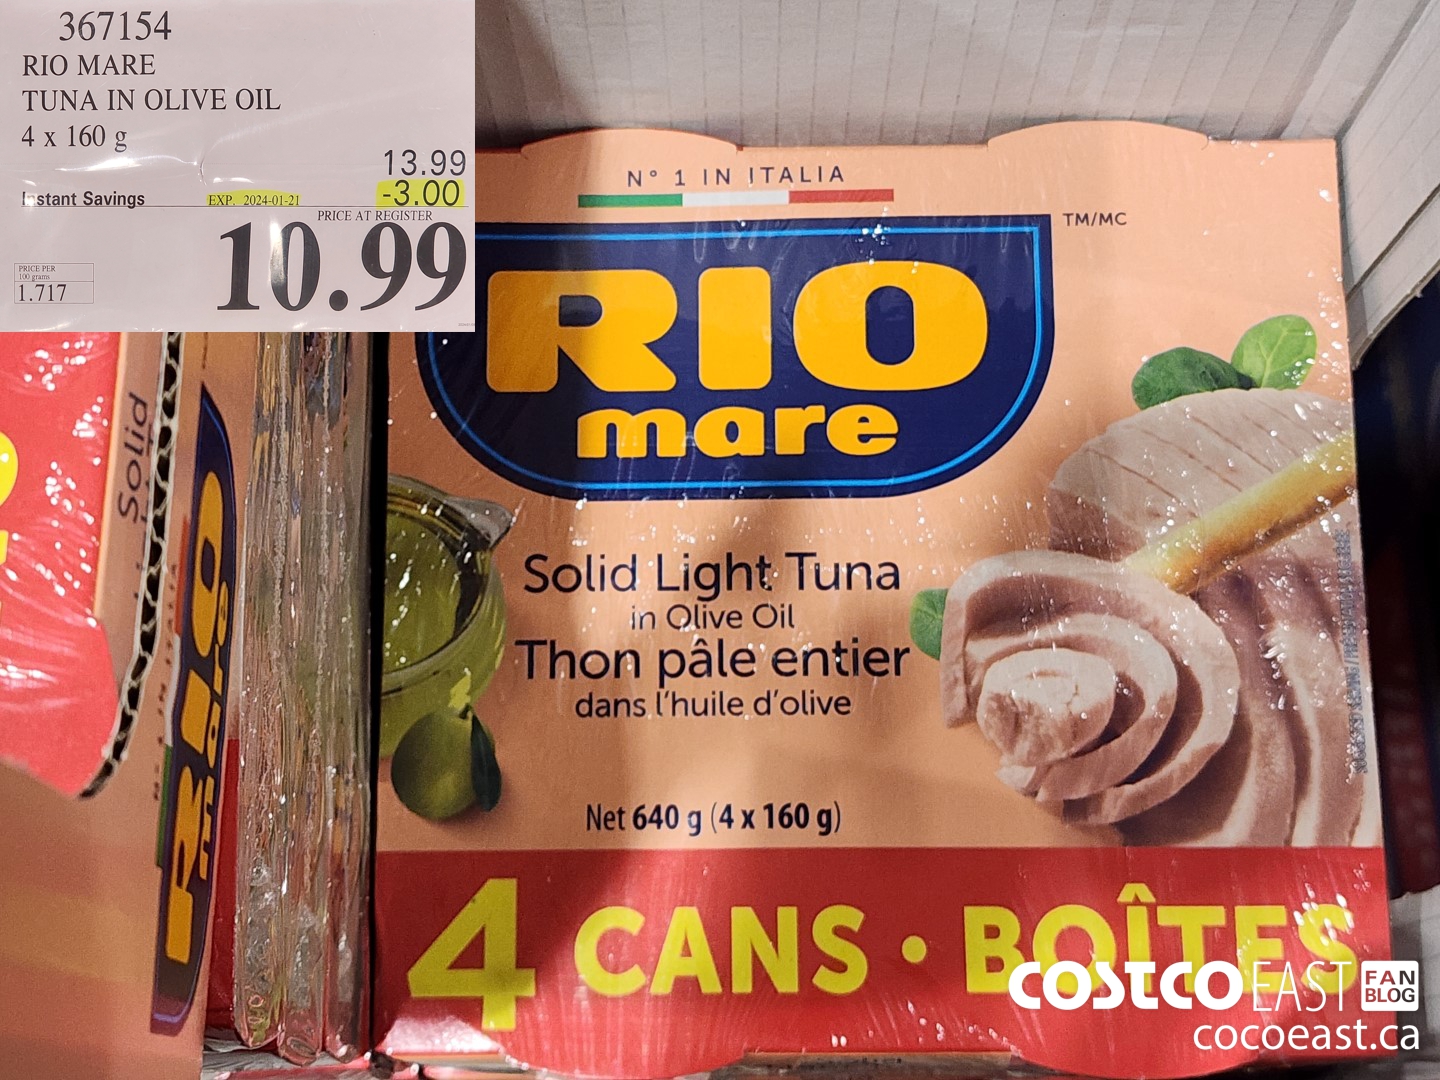 367154
RIO MARE
TUNA IN OLIVE OIL
4 x 160 g
13.99
Instant Savings EXP. 2024-01-21 -3.00
PRICE AT REGISTER
10.99
PRICE PER
100 grams
1.717
N° 1 IN ITALIA
TM/MC
RIO
mare
Solid Light Tuna
in Olive Oil
Thon pâle entier
dans l'huile d'olive
Net 640 g (4 x 160 g)
4 CANS • BOÎTES
Solid
RIO
mare
COSTCO EAST FAN BLOG
cocoeast.ca